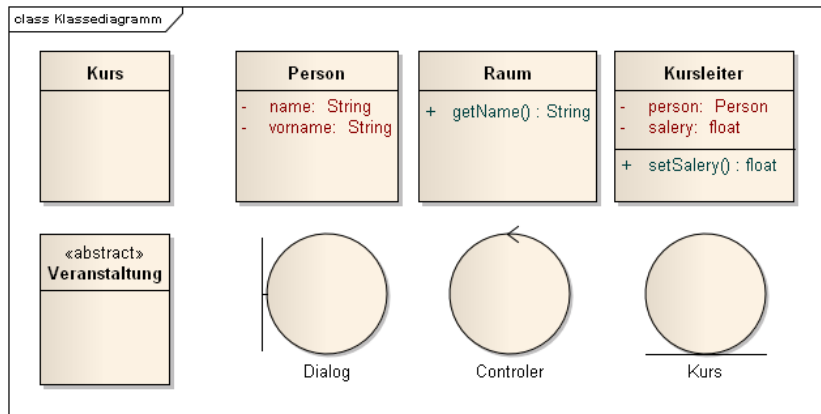 class Klassediagramm
Kurs
Person
- name: String
- vorname: String
Raum
+ getName() : String
Kursleiter
- person: Person
- salery: float
+ setSalery() : float
«abstract»
Veranstaltung
Dialog
Controler
Kurs